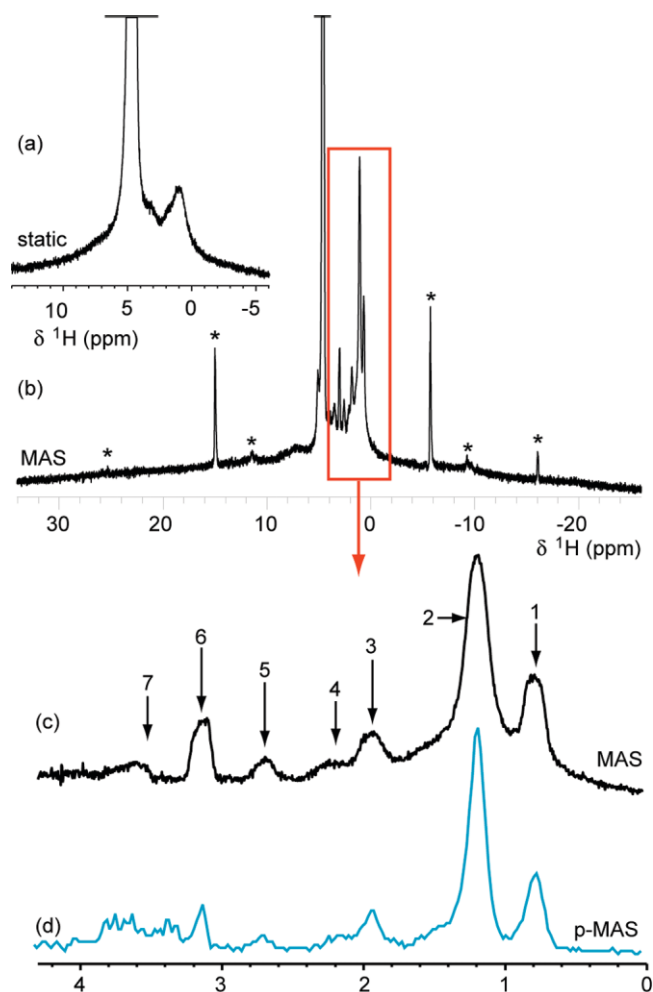 (a)
static
10 5 0 -5
δ ¹H (ppm)
* * * * * *
(b)
MAS
30 20 10 0 -10 -20
δ ¹H (ppm)
7 6 5 4 3 2 1
(c)
MAS
(d)
p-MAS
4 3 2 1 0